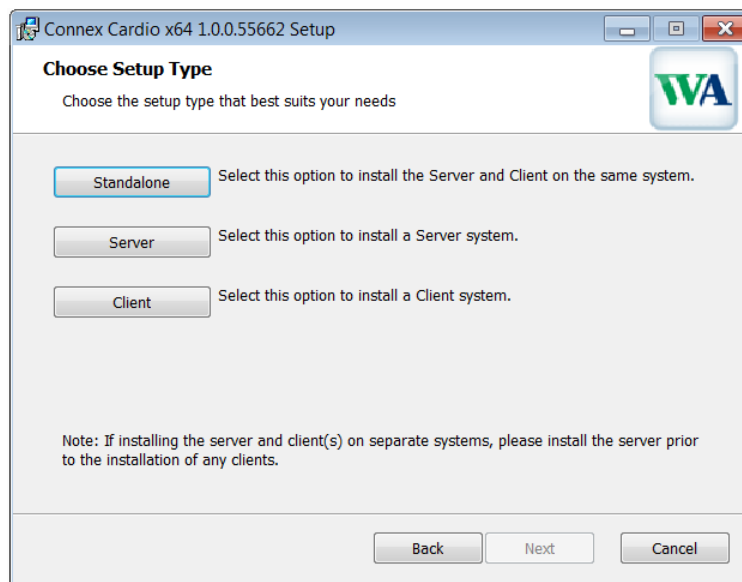 Connex Cardio x64 1.0.0.55662 Setup
Choose Setup Type
Choose the setup type that best suits your needs
WA
Standalone
Select this option to install the Server and Client on the same system.
Server
Select this option to install a Server system.
Client
Select this option to install a Client system.
Note: If installing the server and client(s) on separate systems, please install the server prior
to the installation of any clients.
Back
Next
Cancel